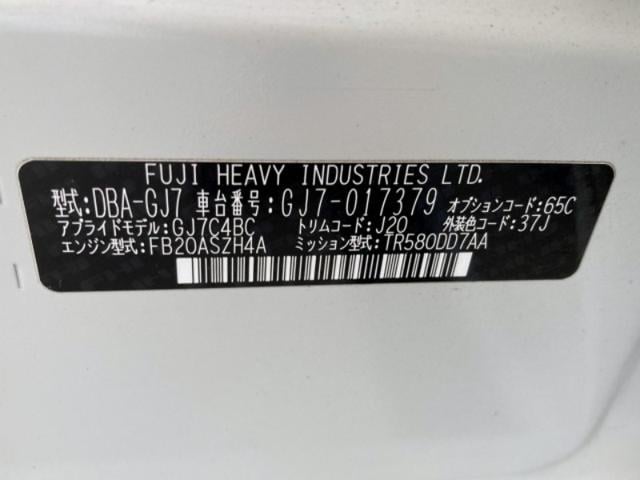 FUJI HEAVY INDUSTRIES LTD.
型式:DBA-GJ7 車台番号:GJ7-017379 オプションコード:65C
アプライドモデル:GJ7C4BC トリムコード:J20 外装色コード:37J
エンジン型式:FB20ASZH4A ミッション型式:TR580DD7AA